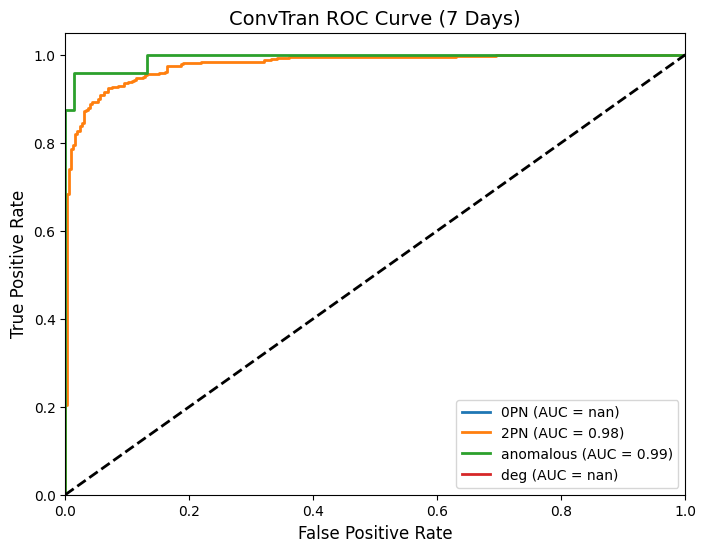 ConvTran ROC Curve (7 Days)
True Positive Rate
1.0
0.8
0.6
0.4
0.2
0.0
0PN (AUC = nan)
2PN (AUC = 0.98)
anomalous (AUC = 0.99)
deg (AUC = nan)
0.0 0.2 0.4 0.6 0.8 1.0
False Positive Rate